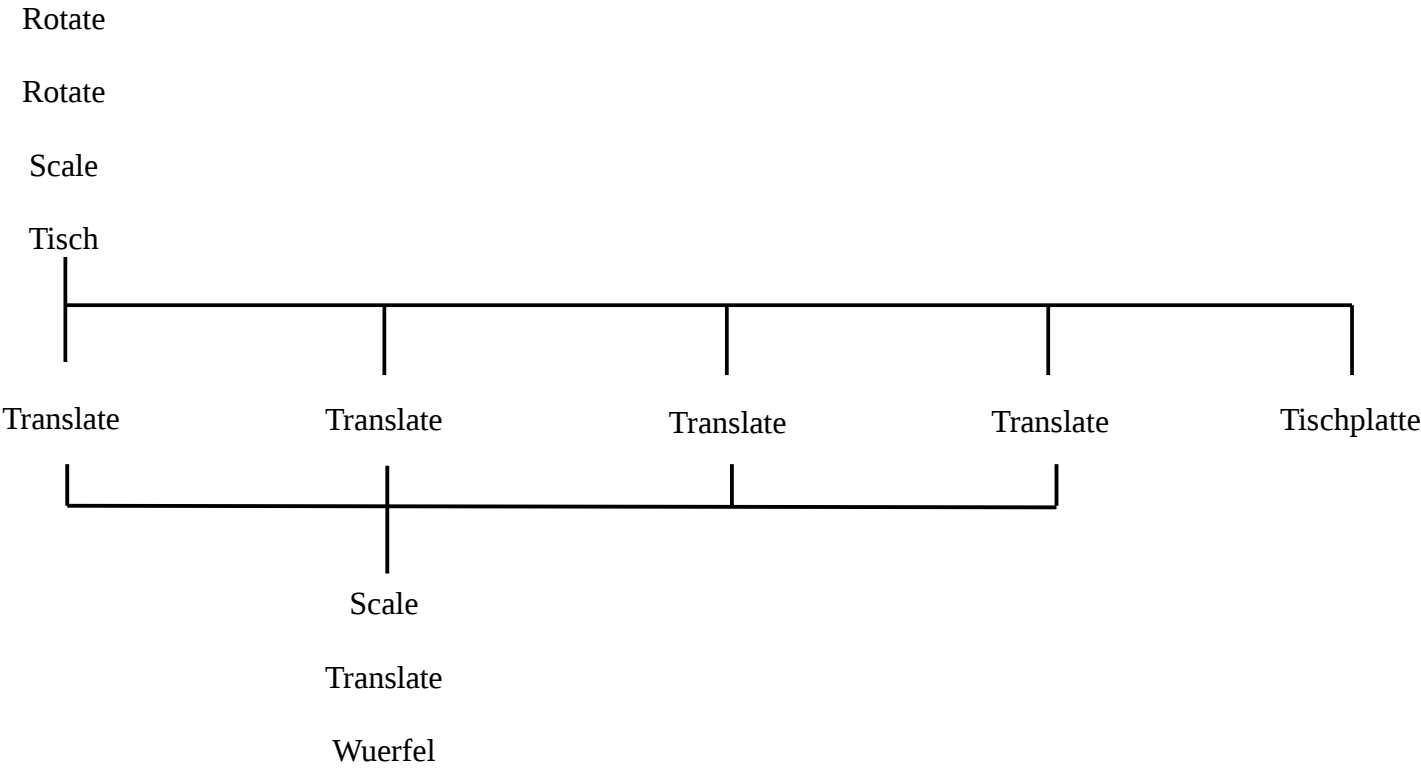 Rotate
Rotate
Scale
Tisch
Translate Translate Translate Translate Tischplatte
Scale
Translate
Wuerfel